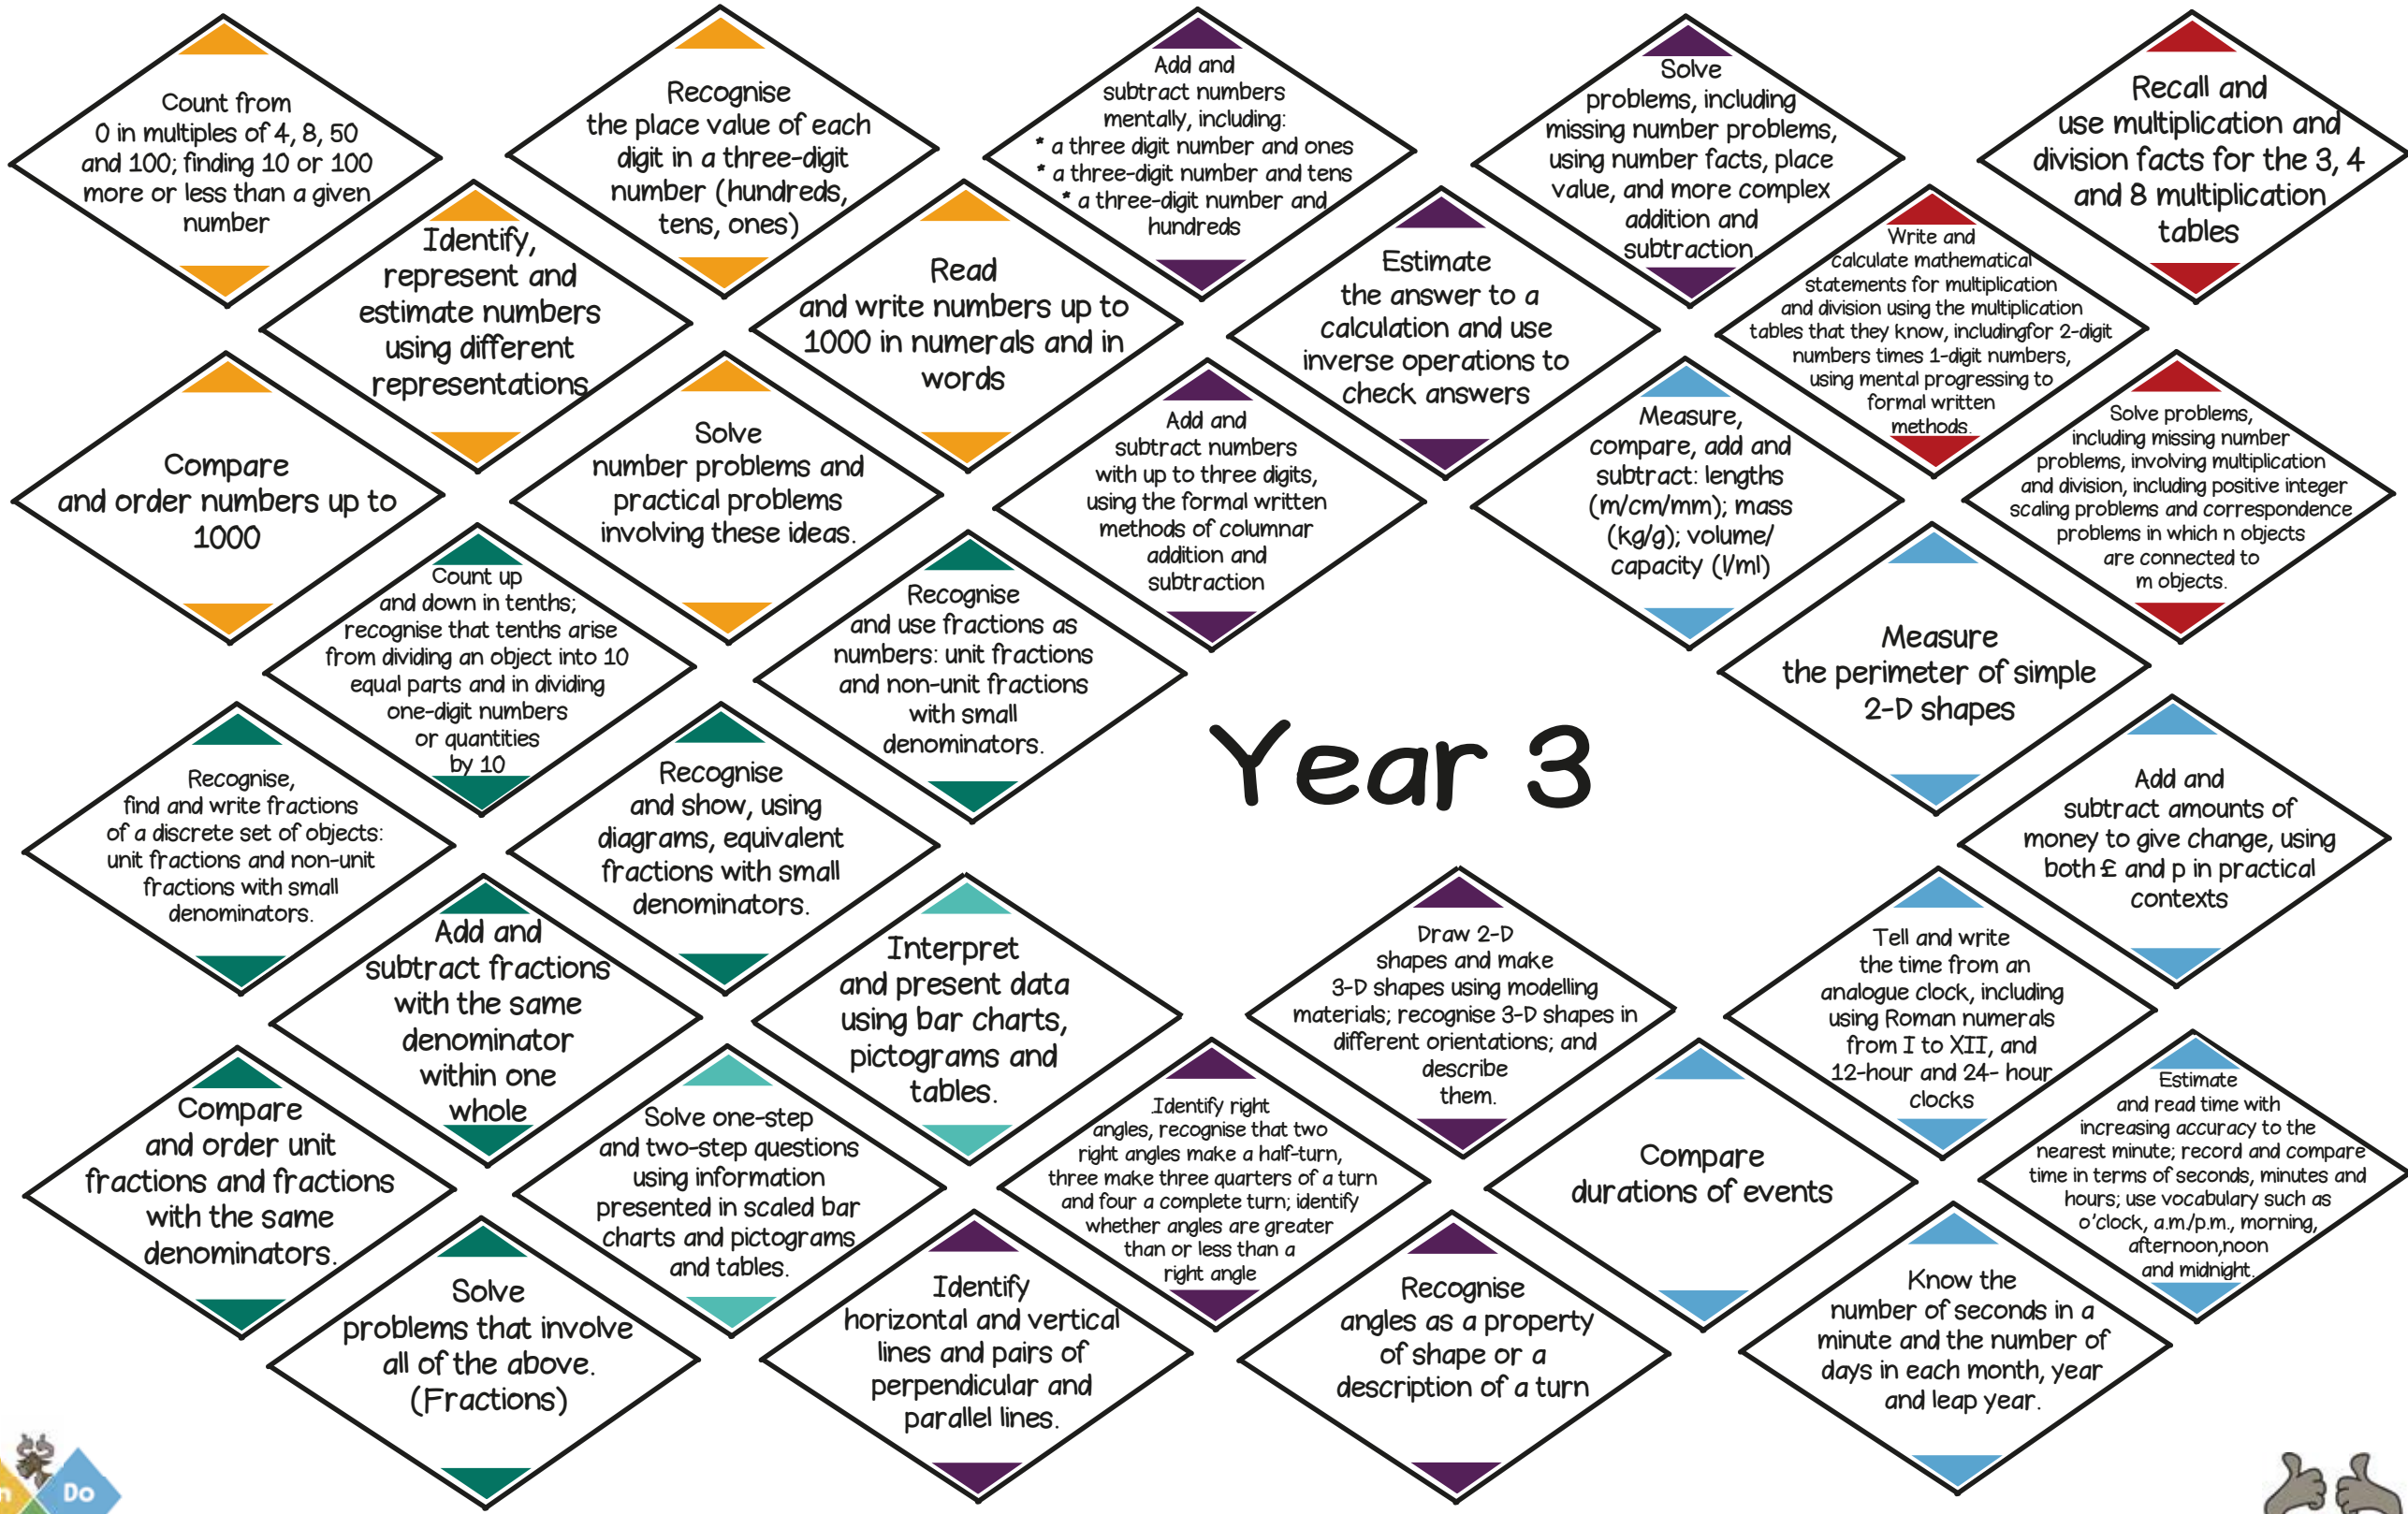 Count from
0 in multiples of 4, 8, 50
and 100; finding 10 or 100
more or less than a given
number
Recognise
the place value of each
digit in a three-digit
number (hundreds,
tens, ones)
Add and
subtract numbers
mentally, including:
* a three digit number and ones
* a three-digit number and tens
* a three-digit number and
hundreds
Solve
problems, including
missing number problems,
using number facts, place
value, and more complex
addition and
subtraction
Recall and
use multiplication and
division facts for the 3, 4
and 8 multiplication
tables
Identify,
represent and
estimate numbers
using different
representations
Read
and write numbers up to
1000 in numerals and in
words
Estimate
the answer to a
calculation and use
inverse operations to
check answers
Write and
calculate mathematical
statements for multiplication
and division using the multiplication
tables that they know, includingfor 2-digit
numbers times 1-digit numbers,
using mental progressing to
formal written
methods.
Compare
and order numbers up to
1000
Solve
number problems and
practical problems
involving these ideas.
Add and
subtract numbers
with up to three digits,
using the formal written
methods of columnar
addition and
subtraction
Measure,
compare, add and
subtract: lengths
(m/cm/mm); mass
(kg/g); volume/
capacity (l/ml)
Solve problems,
including missing number
problems, involving multiplication
and division, including positive integer
scaling problems and correspondence
problems in which n objects
are connected to
m objects.
Count up
and down in tenths;
recognise that tenths arise
from dividing an object into 10
equal parts and in dividing
one-digit numbers
or quantities
by 10
Recognise
and use fractions as
numbers: unit fractions
and non-unit fractions
with small
denominators.
Measure
the perimeter of simple
2-D shapes
Year 3
Recognise,
find and write fractions
of a discrete set of objects:
unit fractions and non-unit
fractions with small
denominators.
Recognise
and show, using
diagrams, equivalent
fractions with small
denominators.
Add and
subtract amounts of
money to give change, using
both £ and p in practical
contexts
Add and
subtract fractions
with the same
denominator
within one
whole
Interpret
and present data
using bar charts,
pictograms and
tables.
Draw 2-D
shapes and make
3-D shapes using modelling
materials; recognise 3-D shapes in
different orientations; and
describe
them.
Tell and write
the time from an
analogue clock, including
using Roman numerals
from I to XII, and
12-hour and 24- hour
clocks
Compare
and order unit
fractions and fractions
with the same
denominators.
Solve one-step
and two-step questions
using information
presented in scaled bar
charts and pictograms
and tables.
Identify right
angles, recognise that two
right angles make a half-turn,
three make three quarters of a turn
and four a complete turn; identify
whether angles are greater
than or less than a
right angle
Compare
durations of events
Estimate
and read time with
increasing accuracy to the
nearest minute; record and compare
time in terms of seconds, minutes and
hours; use vocabulary such as
o'clock, a.m./p.m., morning,
afternoon,noon
and midnight.
Solve
problems that involve
all of the above.
(Fractions)
Identify
horizontal and vertical
lines and pairs of
perpendicular and
parallel lines.
Recognise
angles as a property
of shape or a
description of a turn
Know the
number of seconds in a
minute and the number of
days in each month, year
and leap year.
Do